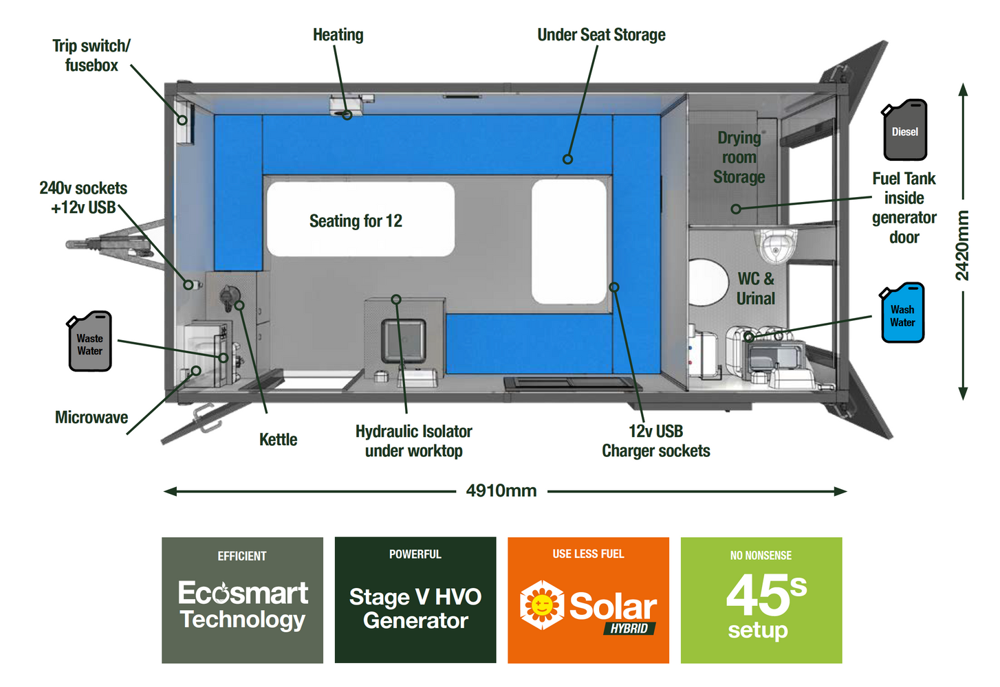 Heating
Under Seat Storage
Trip switch/
fusebox
Diesel
Drying
room
Storage
240v sockets
+12v USB
Fuel Tank
inside
generator
door
Seating for 12
2420mm
WC &
Urinal
Waste
Water
Wash
Water
Microwave
Kettle
Hydraulic Isolator
under worktop
12v USB
Charger sockets
4910mm
EFFICIENT
Ecosmart
Technology
POWERFUL
Stage V HVO
Generator
USE LESS FUEL
Solar
HYBRID
NO NONSENSE
45s
setup